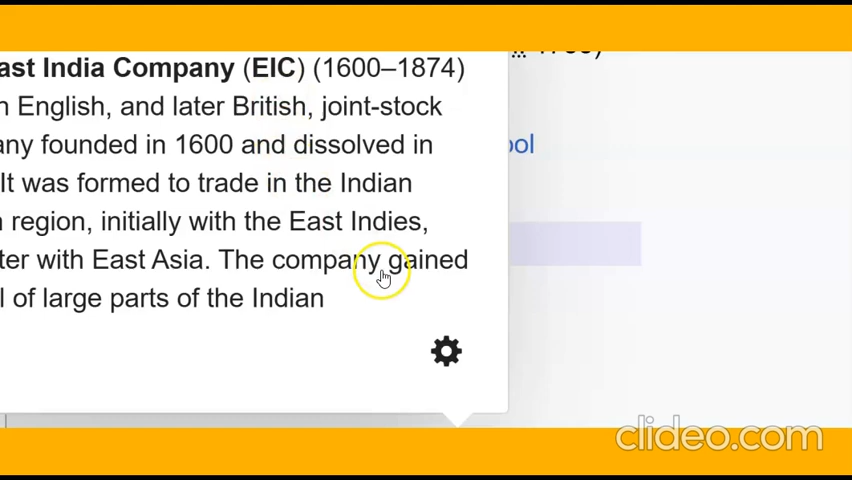 ast India Company (EIC) (1600–1874)
n English, and later British, joint-stock
any founded in 1600 and dissolved in
ool
It was formed to trade in the Indian
n region, initially with the East Indies,
ter with East Asia. The company gained
l of large parts of the Indian
clideo.com